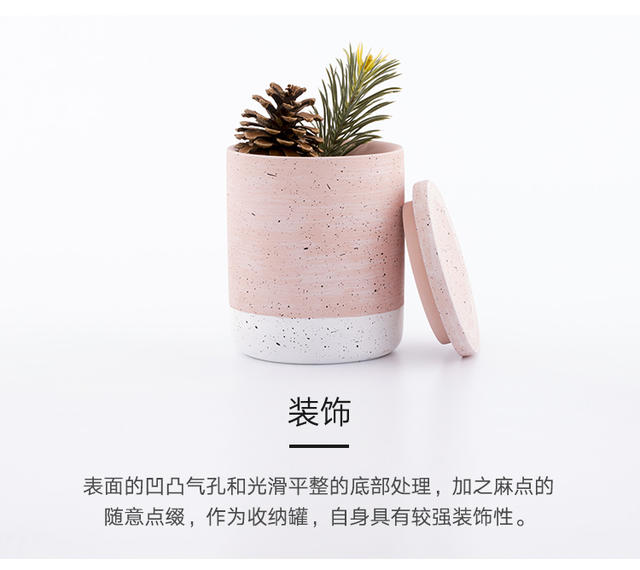 装饰
表面的凹凸气孔和光滑平整的底部处理，加之麻点的
随意点缀，作为收纳罐，自身具有较强装饰性。